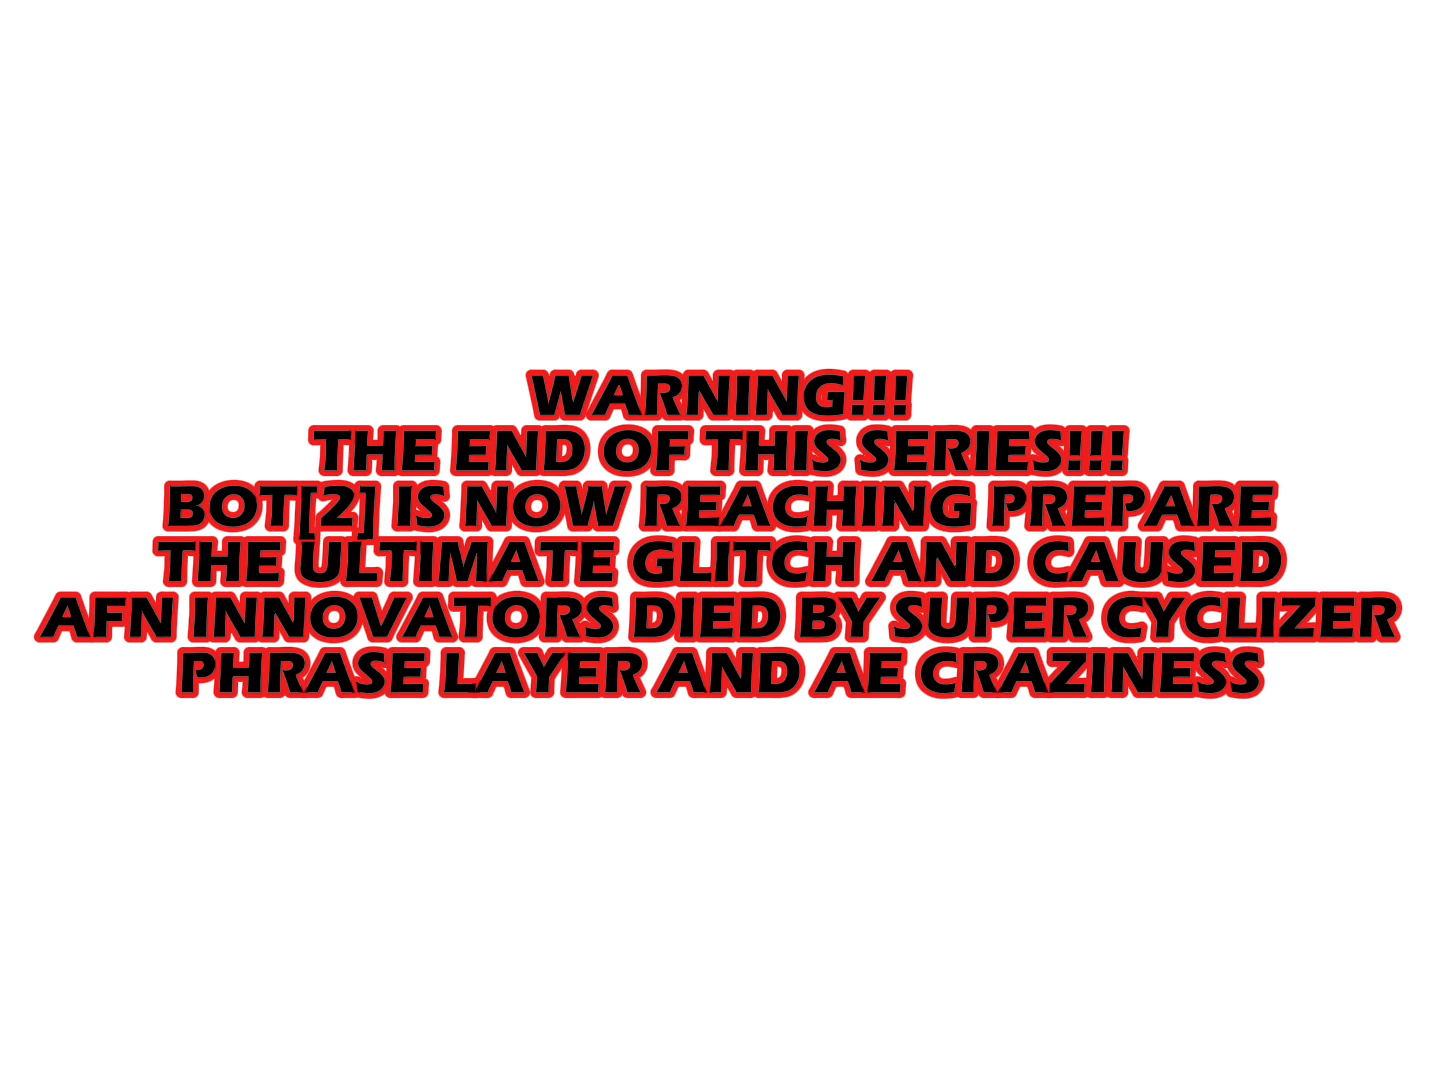 WARNING!!!
THE END OF THIS SERIES!!!
BOT[2] IS NOW REACHING PREPARE
THE ULTIMATE GLITCH AND CAUSED
AFN INNOVATORS DIED BY SUPER CYCLIZER
PHRASE LAYER AND AE CRAZINESS